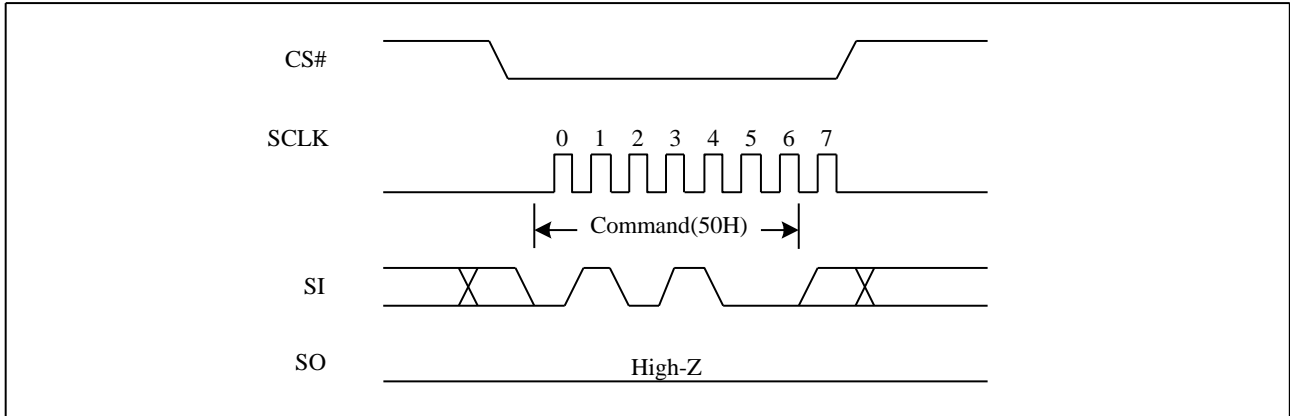 CS#
SCLK
0 1 2 3 4 5 6 7
Command(50H)
SI
SO
High-Z